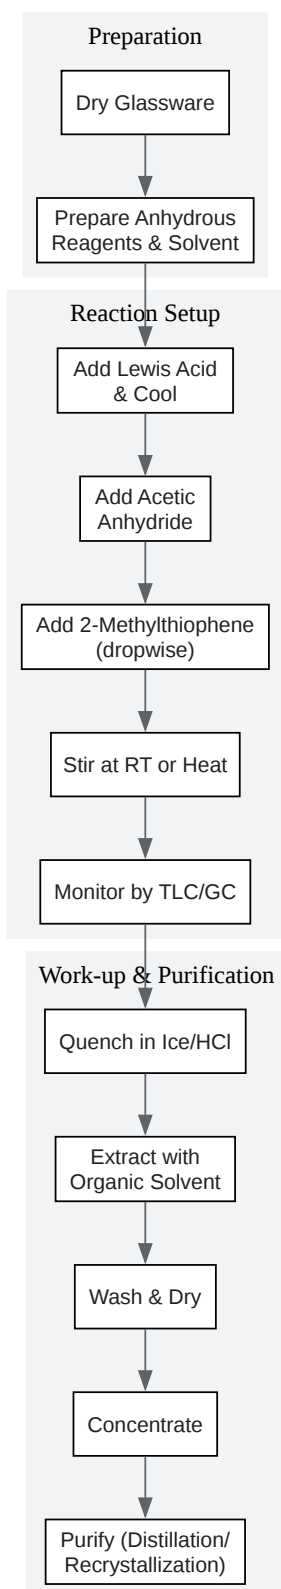 Preparation
Dry Glassware
Prepare Anhydrous
Reagents & Solvent
Reaction Setup
Add Lewis Acid
& Cool
Add Acetic
Anhydride
Add 2-Methylthiophene
(dropwise)
Stir at RT or Heat
Monitor by TLC/GC
Work-up & Purification
Quench in Ice/HCl
Extract with
Organic Solvent
Wash & Dry
Concentrate
Purify (Distillation/
Recrystallization)